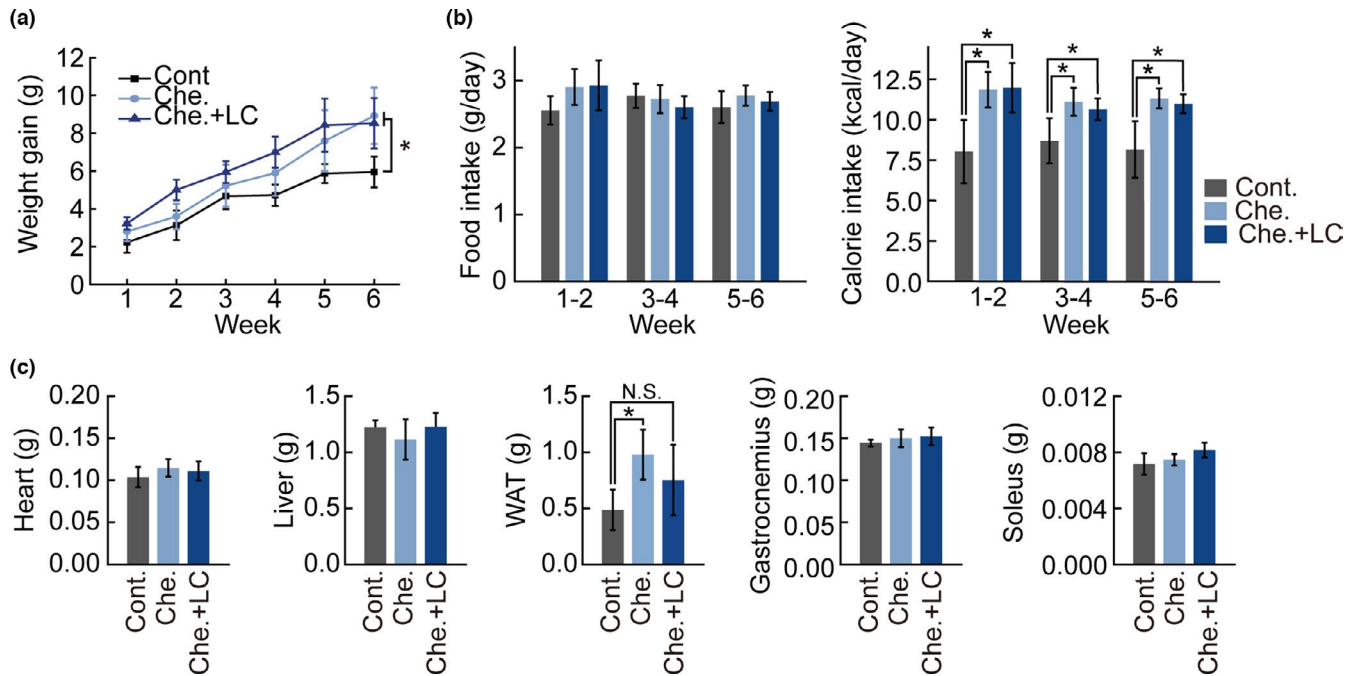 (a)
Weight gain (g)
12
10
8
6
4
2
0
Cont
Che.
Che.+LC
*
1 2 3 4 5 6
Week
(b)
Food intake (g/day)
3
2
1
0
1-2 3-4 5-6
Week
Calorie intake (kcal/day)
12.5
10.0
7.5
5.0
2.5
0.0
*
*
*
*
*
*
1-2 3-4 5-6
Week
Cont.
Che.
Che.+LC
(c)
Heart (g)
0.20
0.15
0.10
0.05
0.00
Cont.
Che.
Che.+LC
Liver (g)
1.5
1.0
0.5
0.0
Cont.
Che.
Che.+LC
WAT (g)
1.5
1.0
0.5
0.0
N.S.
*
Cont.
Che.
Che.+LC
Gastrocnemius (g)
0.20
0.15
0.10
0.05
0.00
Cont.
Che.
Che.+LC
Soleus (g)
0.012
0.008
0.004
0.000
Cont.
Che.
Che.+LC